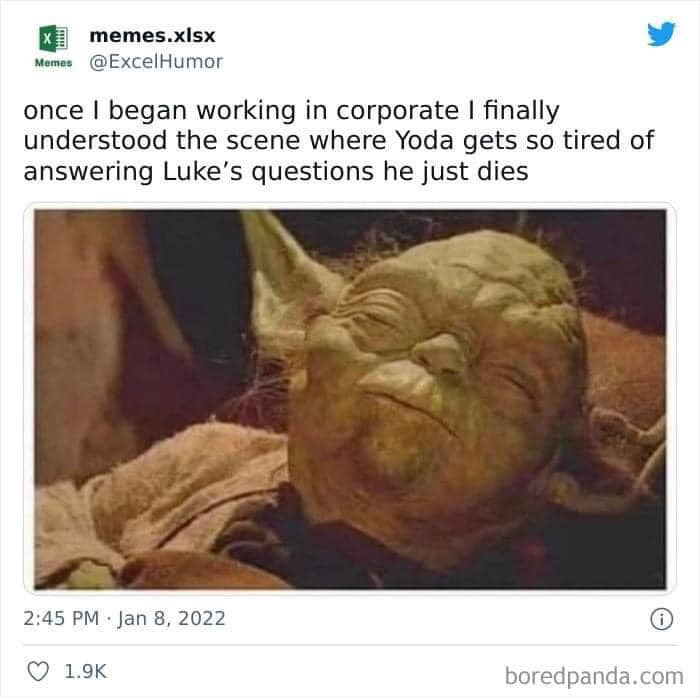 memes.xlsx
Memes
@ExcelHumor
once I began working in corporate I finally
understood the scene where Yoda gets so tired of
answering Luke’s questions he just dies
2:45 PM · Jan 8, 2022
1.9K
boredpanda.com